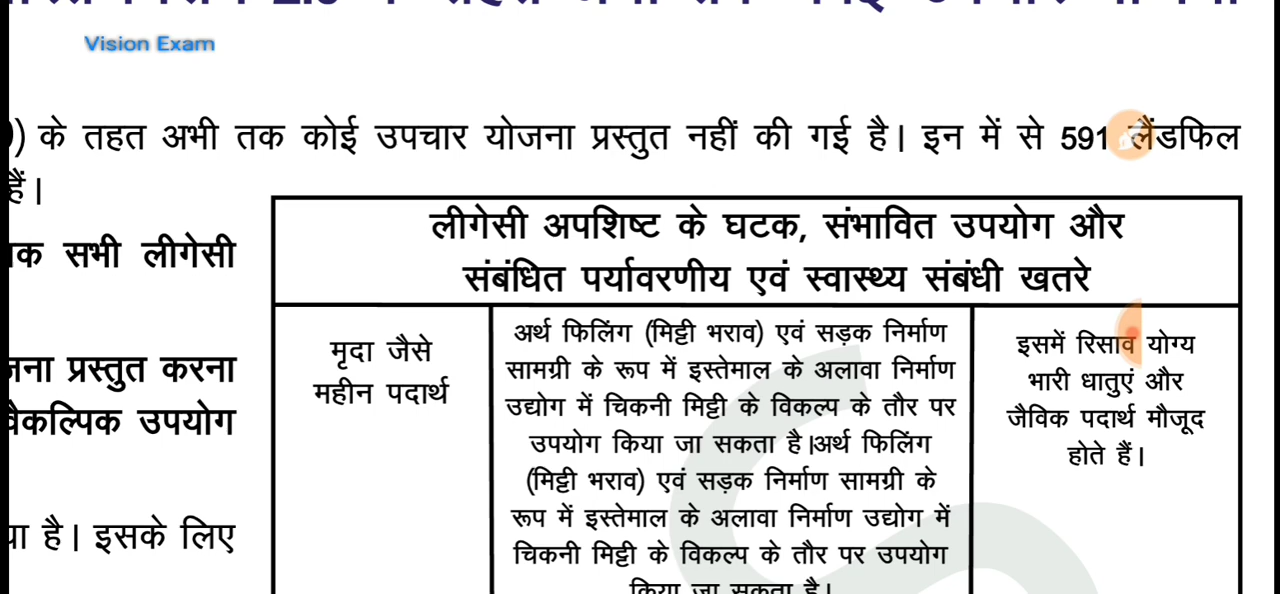 Vision Exam
के तहत अभी तक कोई उपचार योजना प्रस्तुत नहीं की गई है। इन में से 591 लैंडफिल
हैं।
सभी लीगेसी
प्रस्तुत करना
वैकल्पिक उपयोग
है। इसके लिए
लीगेसी अपशिष्ट के घटक, संभावित उपयोग और
संबंधित पर्यावरणीय एवं स्वास्थ्य संबंधी खतरे
मृदा जैसे
महीन पदार्थ
अर्थ फिलिंग (मिट्टी भराव) एवं सड़क निर्माण
सामग्री के रूप में इस्तेमाल के अलावा निर्माण
उद्योग में चिकनी मिट्टी के विकल्प के तौर पर
उपयोग किया जा सकता है।अर्थ फिलिंग
(मिट्टी भराव) एवं सड़क निर्माण सामग्री के
रूप में इस्तेमाल के अलावा निर्माण उद्योग में
चिकनी मिट्टी के विकल्प के तौर पर उपयोग
किया जा सकता है।
इसमें रिसाव योग्य
भारी धातुएं और
जैविक पदार्थ मौजूद
होते हैं।